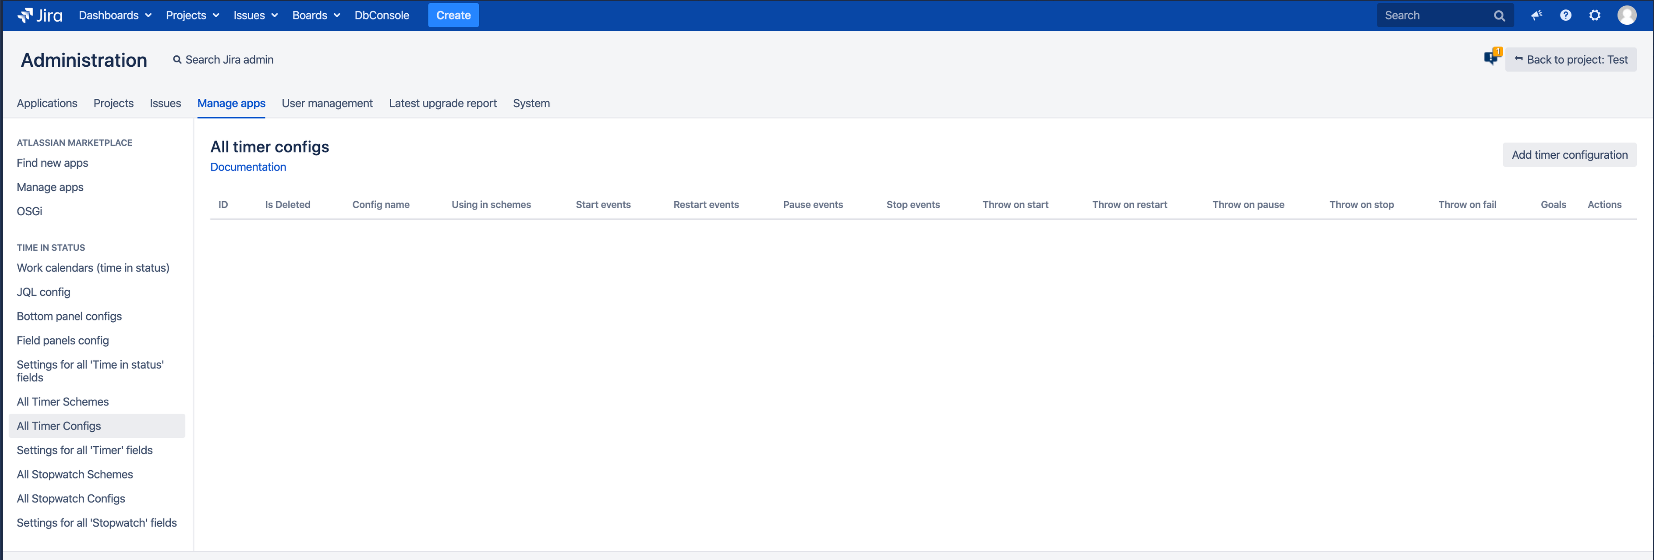 Jira Dashboards Projects Issues Boards DbConsole Create Search
Administration Search Jira admin 1 Back to project: Test
Applications Projects Issues Manage apps User management Latest upgrade report System
ATLASSIAN MARKETPLACE
Find new apps
Manage apps
OSGi
TIME IN STATUS
Work calendars (time in status)
JQL config
Bottom panel configs
Field panels config
Settings for all 'Time in status'
fields
All Timer Schemes
All Timer Configs
Settings for all 'Timer' fields
All Stopwatch Schemes
All Stopwatch Configs
Settings for all 'Stopwatch' fields
All timer configs
Documentation
Add timer configuration
ID Is Deleted Config name Using in schemes Start events Restart events Pause events Stop events Throw on start Throw on restart Throw on pause Throw on stop Throw on fail Goals Actions